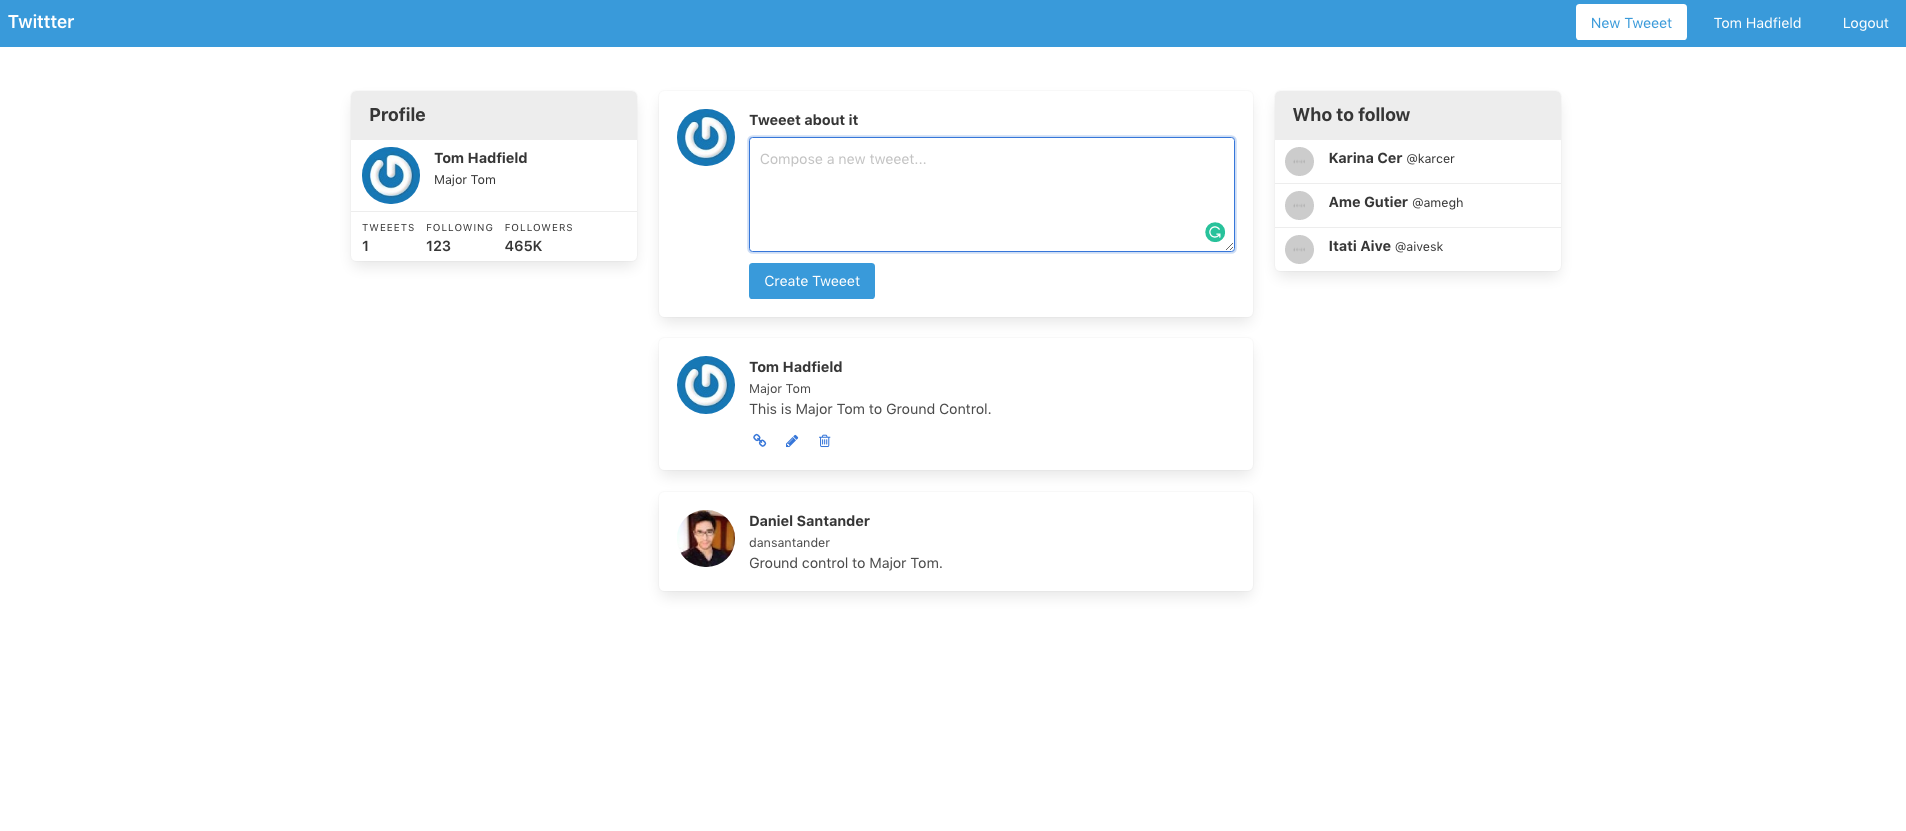 Twittter
New Tweeet
Tom Hadfield
Logout
Profile
Tom Hadfield
Major Tom
TWEEETS FOLLOWING FOLLOWERS
1 123 465K
Tweeet about it
Compose a new tweeet...
Create Tweeet
Tom Hadfield
Major Tom
This is Major Tom to Ground Control.
Daniel Santander
dansantander
Ground control to Major Tom.
Who to follow
Karina Cer @karcer
Ame Gutier @amegh
Itati Aive @aivesk